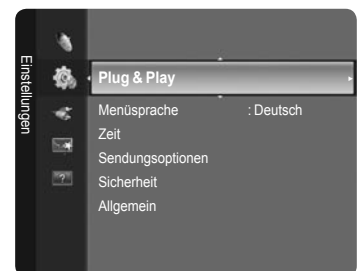 Einstellungen
Plug & Play
Menüsprache : Deutsch
Zeit
Sendungsoptionen
Sicherheit
Allgemein
?